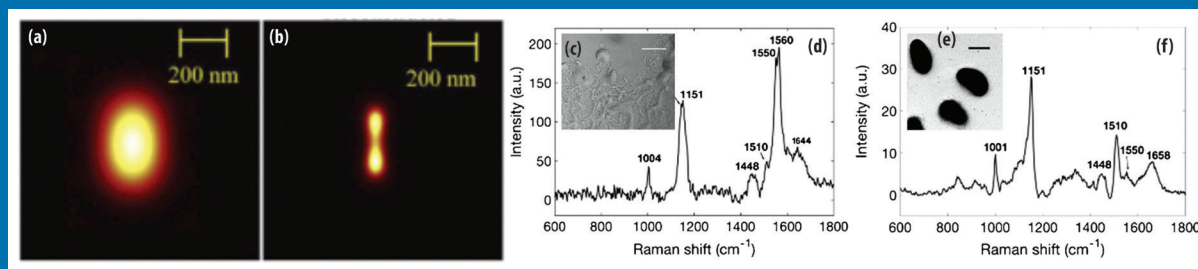 (a)
200 nm
(b)
200 nm
(c)
(d)
Intensity (a.u.)
200
150
100
50
0
1004
1151
1448
1510
1550
1560
1644
600 800 1000 1200 1400 1600 1800
Raman shift (cm⁻¹)
(e)
(f)
Intensity (a.u.)
40
30
20
10
0
1001
1151
1448
1510
1550
1658
600 800 1000 1200 1400 1600 1800
Raman shift (cm⁻¹)